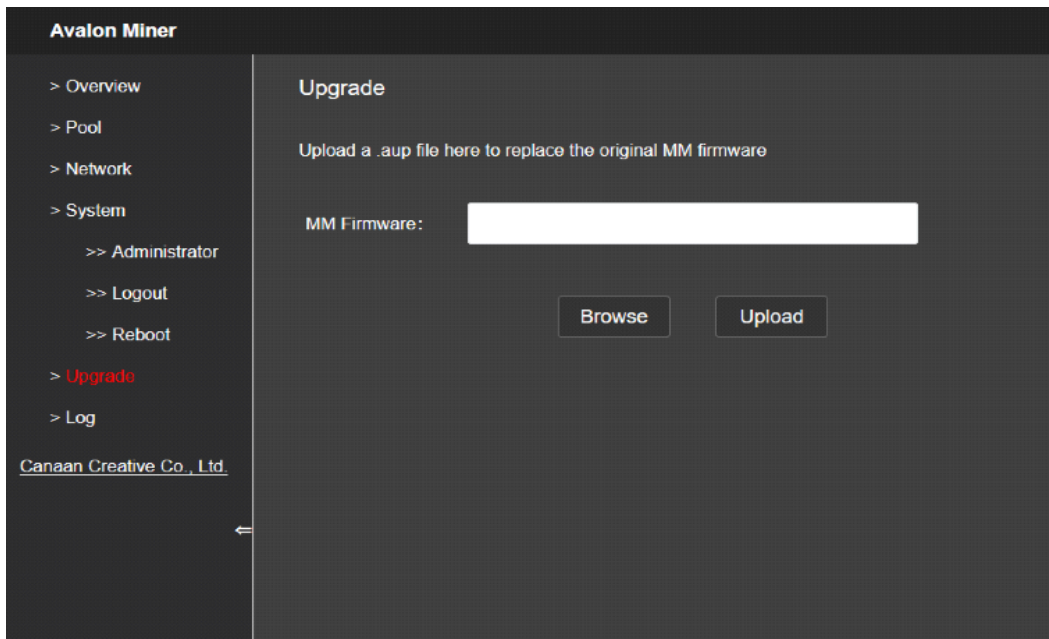 Avalon Miner
> Overview
> Pool
> Network
> System
>> Administrator
>> Logout
>> Reboot
> Upgrade
> Log
Canaan Creative Co., Ltd.
⇐
Upgrade
Upload a .aup file here to replace the original MM firmware
MM Firmware:
Browse
Upload